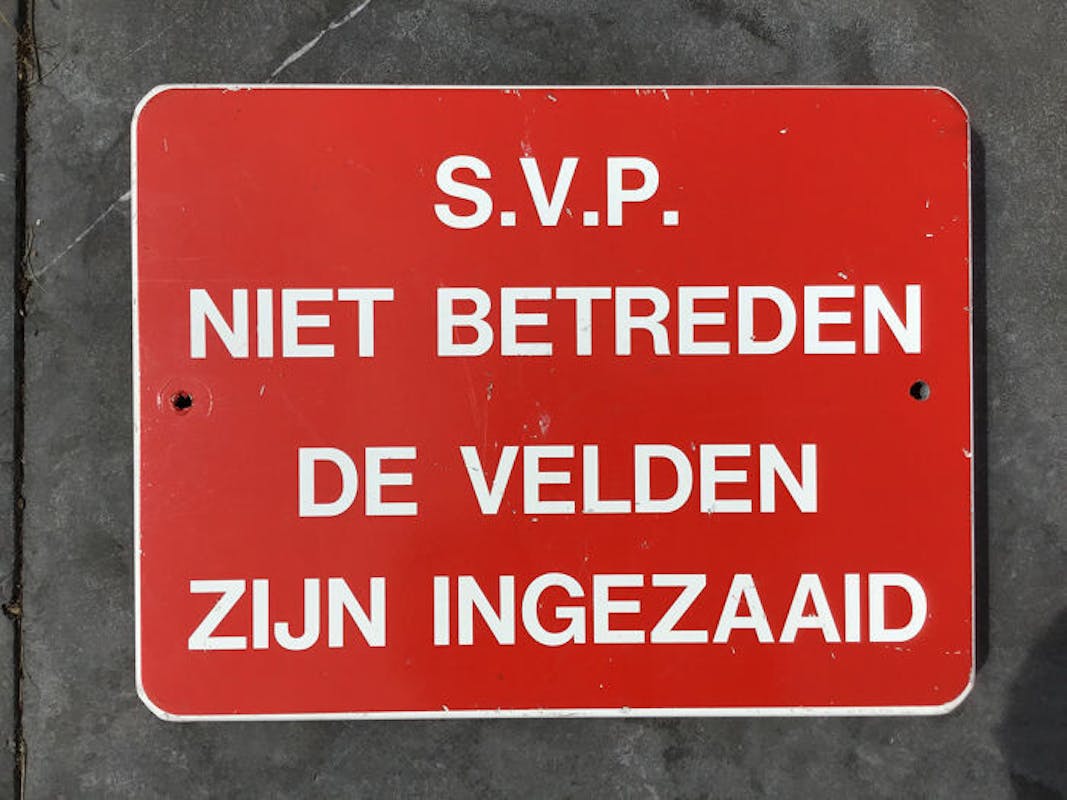 S.V.P.
NIET BETREDEN
DE VELDEN
ZIJN INGEZAAID